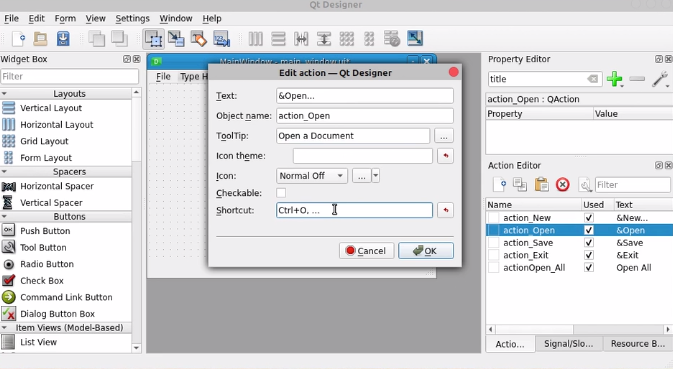 Qt Designer
File Edit Form View Settings Window Help
Widget Box
Filter
Layouts
Vertical Layout
Horizontal Layout
Grid Layout
Form Layout
Spacers
Horizontal Spacer
Vertical Spacer
Buttons
Push Button
Tool Button
Radio Button
Check Box
Command Link Button
Dialog Button Box
Item Views (Model-Based)
List View
MainWindow - main_window.ui*
File Type H
Edit action — Qt Designer
Text: &Open...
Object name: action_Open
ToolTip: Open a Document ...
Icon theme:
Icon: Normal Off ...
Checkable:
Shortcut: Ctrl+O, ...
Cancel OK
Property Editor
title
action_Open : QAction
Property Value
Action Editor
Filter
Name Used Text
action_New &New...
action_Open &Open
action_Save &Save
action_Exit &Exit
actionOpen_All Open All
Actio... Signal/Slo... Resource B...